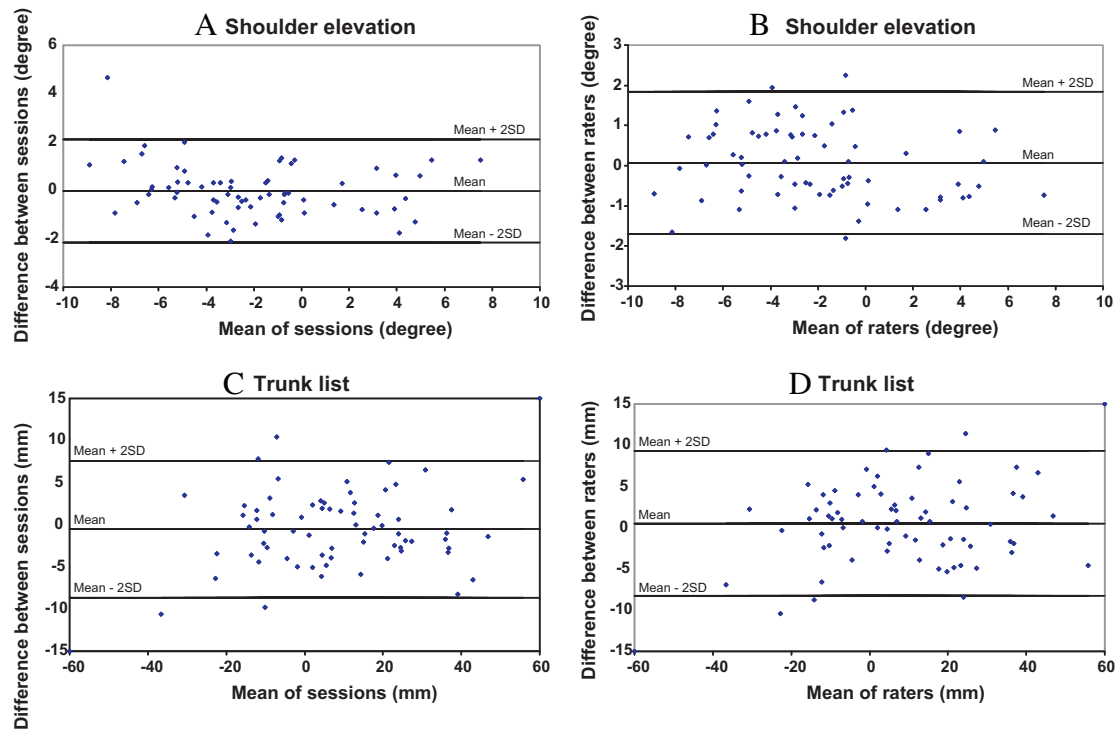 A Shoulder elevation
Difference between sessions (degree)
6
4
2
0
-2
-4
Mean + 2SD
Mean
Mean - 2SD
-10 -8 -6 -4 -2 0 2 4 6 8 10
Mean of sessions (degree)
B Shoulder elevation
Difference between raters (degree)
3
2
1
0
-1
-2
-3
Mean + 2SD
Mean
Mean - 2SD
-10 -8 -6 -4 -2 0 2 4 6 8 10
Mean of raters (degree)
C Trunk list
Difference between sessions (mm)
15
10
5
0
-5
-10
-15
Mean + 2SD
Mean
Mean - 2SD
-60 -40 -20 0 20 40 60
Mean of sessions (mm)
D Trunk list
Difference between raters (mm)
15
10
5
0
-5
-10
-15
Mean + 2SD
Mean
Mean - 2SD
-60 -40 -20 0 20 40 60
Mean of raters (mm)